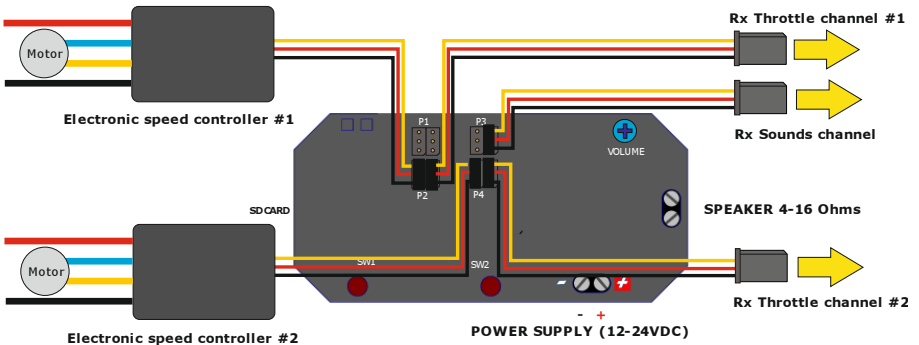 Rx Throttle channel #1
Motor
Electronic speed controller #1
P1
P3
Rx Sounds channel
VOLUME
P2
P4
SDCARD
SPEAKER 4-16 Ohms
Motor
SW1
SW2
-
Rx Throttle channel #2
- +
POWER SUPPLY (12-24VDC)
Electronic speed controller #2